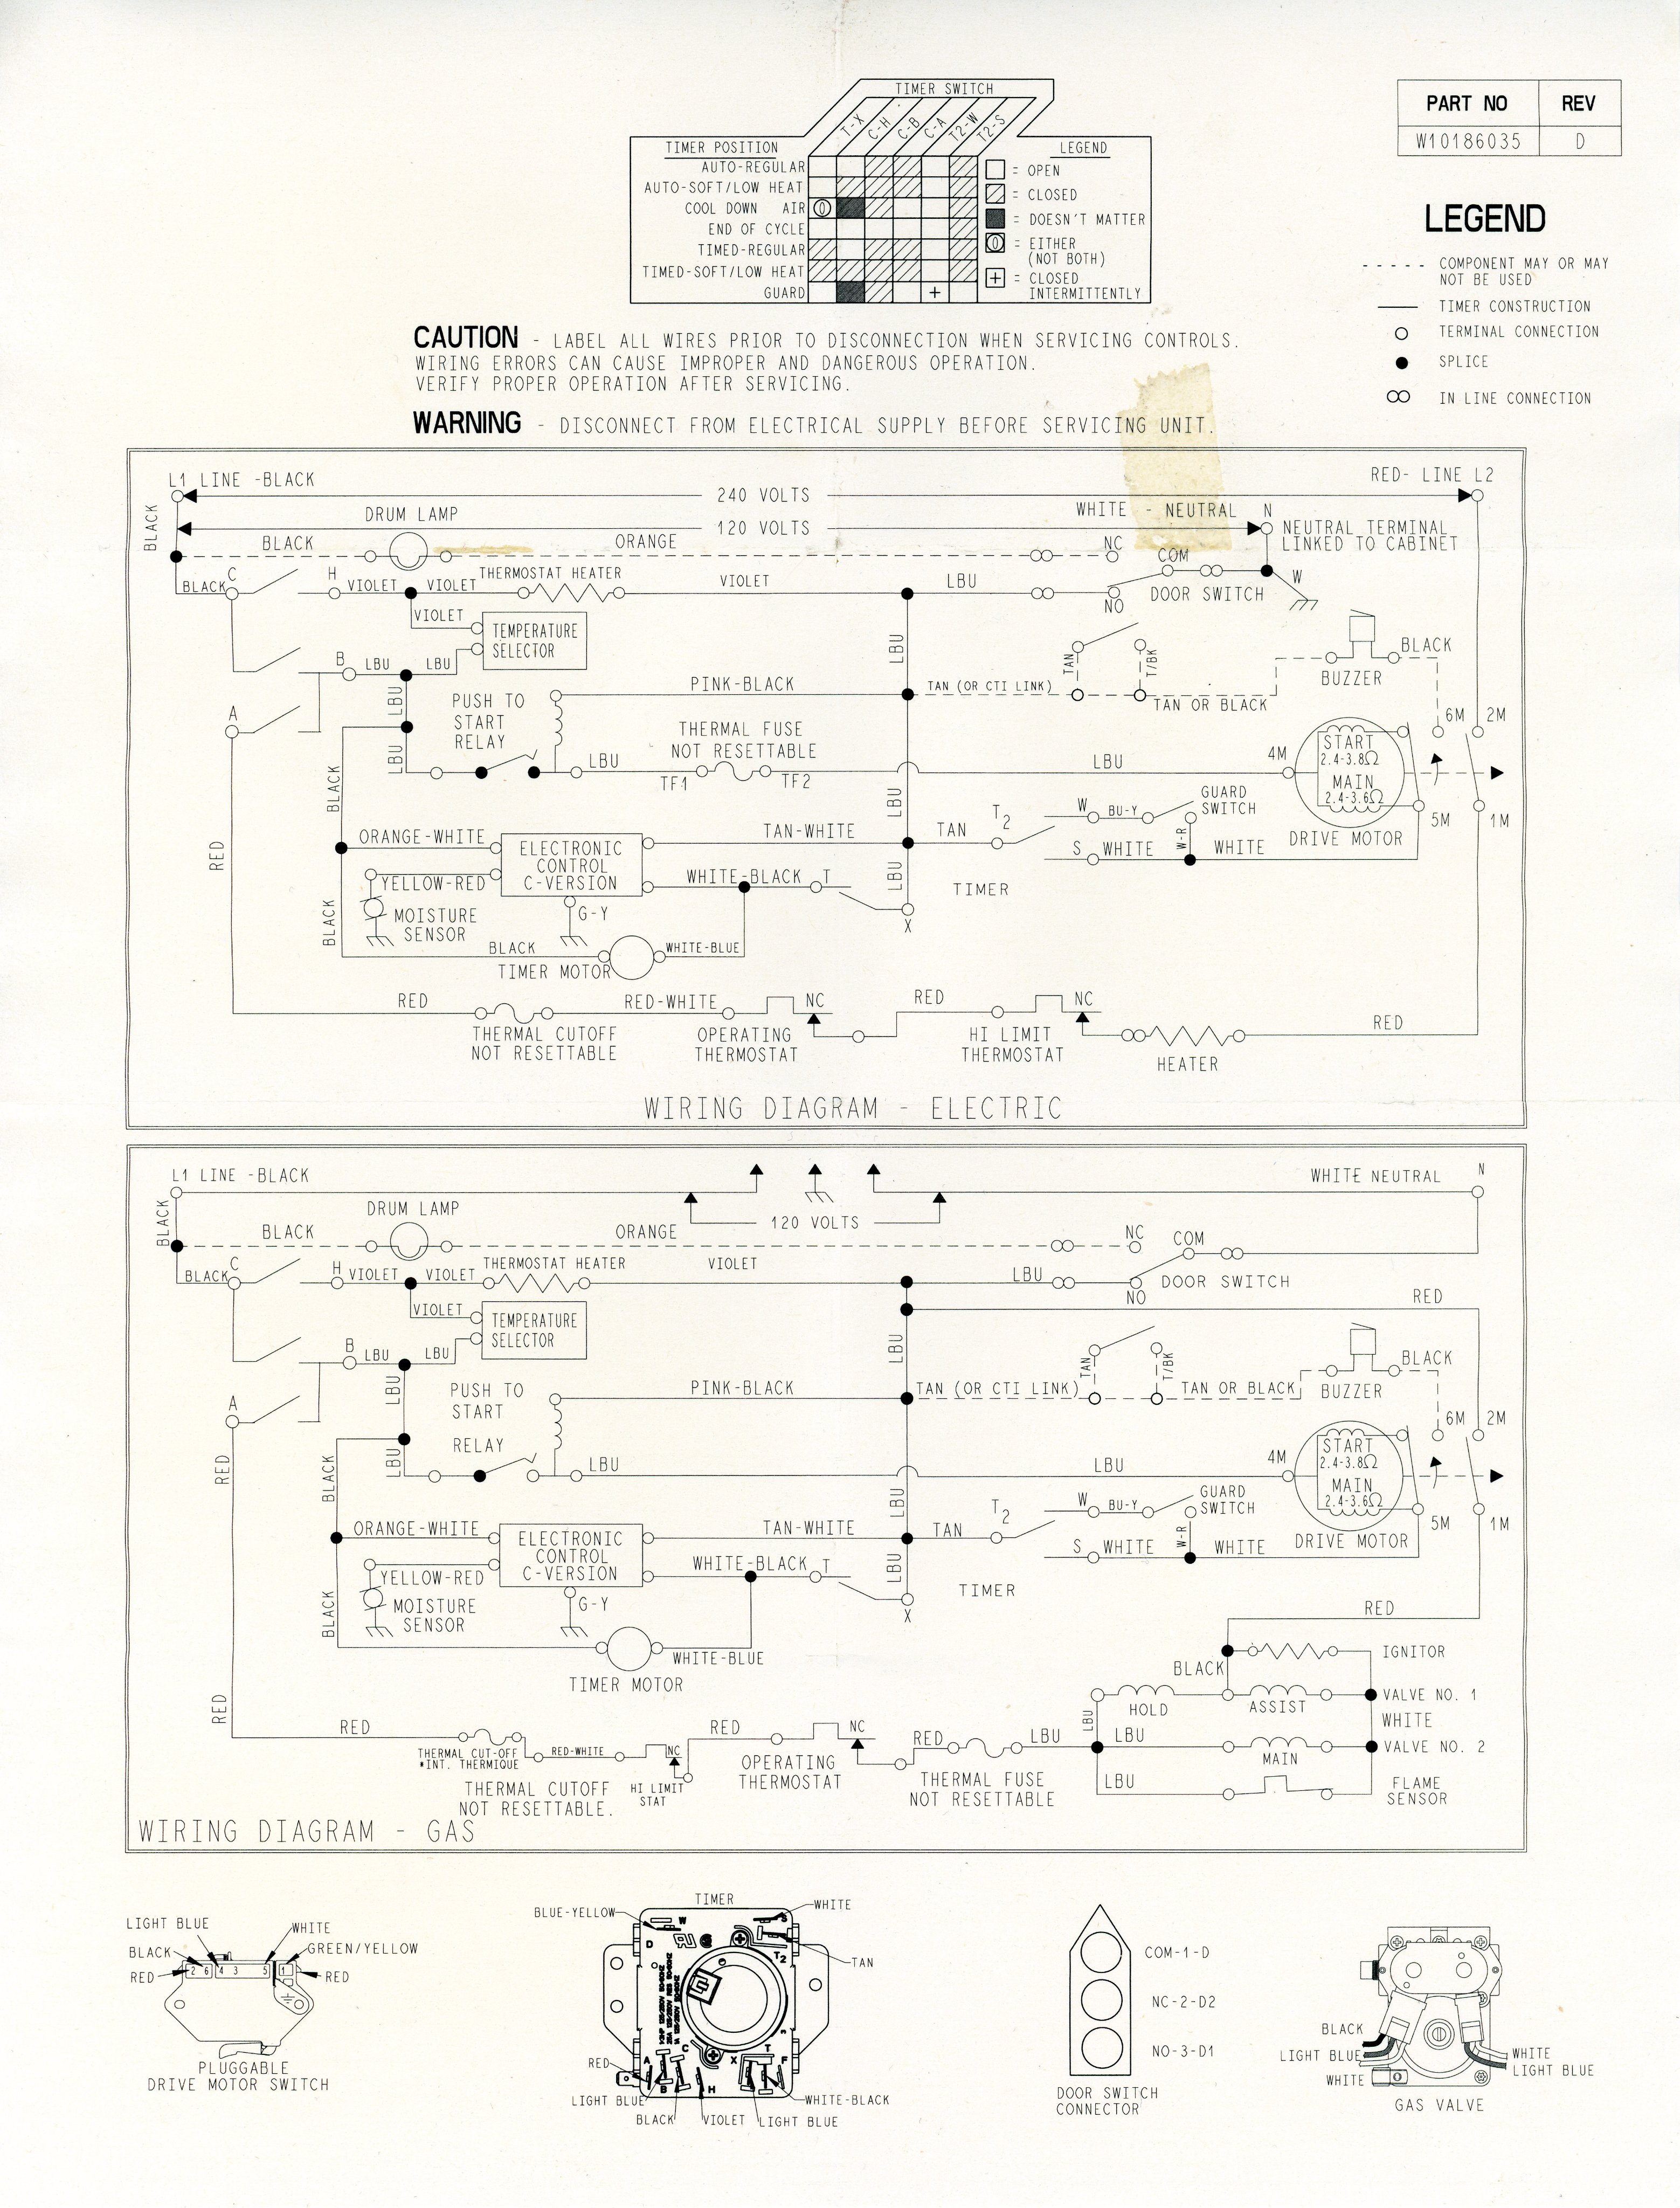 TIMER SWITCH
T-X C-H C-B C-A T2-W T2-S
TIMER POSITION
AUTO-REGULAR
AUTO-SOFT/LOW HEAT
COOL DOWN AIR
END OF CYCLE
TIMED-REGULAR
TIMED-SOFT/LOW HEAT
GUARD
LEGEND
= OPEN
= CLOSED
= DOESN'T MATTER
0 = EITHER
(NOT BOTH)
+ = CLOSED
INTERMITTENTLY
0
+
PART NO REV
W10186035 D
LEGEND
COMPONENT MAY OR MAY
NOT BE USED
TIMER CONSTRUCTION
TERMINAL CONNECTION
SPLICE
IN LINE CONNECTION
CAUTION - LABEL ALL WIRES PRIOR TO DISCONNECTION WHEN SERVICING CONTROLS.
WIRING ERRORS CAN CAUSE IMPROPER AND DANGEROUS OPERATION.
VERIFY PROPER OPERATION AFTER SERVICING.
WARNING - DISCONNECT FROM ELECTRICAL SUPPLY BEFORE SERVICING UNIT.
L1 LINE -BLACK
RED- LINE L2
240 VOLTS
BLACK
DRUM LAMP
120 VOLTS
WHITE - NEUTRAL N
NEUTRAL TERMINAL
LINKED TO CABINET
BLACK
ORANGE
NC
COM
BLACK C
H VIOLET
VIOLET
THERMOSTAT HEATER
VIOLET
LBU
NO
DOOR SWITCH
W
VIOLET
TEMPERATURE
SELECTOR
B LBU
LBU
LBU
LBU
TAN
T/BK
BLACK
BUZZER
PUSH TO
START
RELAY
PINK-BLACK
TAN (OR CTI LINK)
TAN OR BLACK
A
THERMAL FUSE
NOT RESETTABLE
6M 2M
LBU
LBU
TF1
TF2
LBU
4M
START
2.4-3.8Ω
MAIN
2.4-3.6Ω
DRIVE MOTOR
5M 1M
BLACK
LBU
T2
W BU-Y
GUARD
SWITCH
W-R
S WHITE
WHITE
RED
ORANGE-WHITE
ELECTRONIC
CONTROL
C-VERSION
TAN-WHITE
TAN
YELLOW-RED
WHITE-BLACK T
LBU
X
TIMER
BLACK
MOISTURE
SENSOR
G-Y
BLACK
TIMER MOTOR
WHITE-BLUE
RED
THERMAL CUTOFF
NOT RESETTABLE
RED-WHITE
OPERATING
THERMOSTAT
NC
RED
HI LIMIT
THERMOSTAT
NC
HEATER
RED
WIRING DIAGRAM - ELECTRIC
L1 LINE -BLACK
WHITE NEUTRAL N
BLACK
DRUM LAMP
120 VOLTS
BLACK
ORANGE
NC
COM
BLACK C
H VIOLET
VIOLET
THERMOSTAT HEATER
VIOLET
LBU
NO
DOOR SWITCH
RED
VIOLET
TEMPERATURE
SELECTOR
B LBU
LBU
LBU
LBU
TAN
T/BK
BLACK
BUZZER
PUSH TO
START
RELAY
PINK-BLACK
TAN (OR CTI LINK)
TAN OR BLACK
A
6M 2M
LBU
LBU
LBU
4M
START
2.4-3.8Ω
MAIN
2.4-3.6Ω
DRIVE MOTOR
5M 1M
RED
BLACK
LBU
T2
W BU-Y
GUARD
SWITCH
W-R
S WHITE
WHITE
ORANGE-WHITE
ELECTRONIC
CONTROL
C-VERSION
TAN-WHITE
TAN
YELLOW-RED
WHITE-BLACK T
LBU
X
TIMER
BLACK
MOISTURE
SENSOR
G-Y
TIMER MOTOR
WHITE-BLUE
RED
BLACK
IGNITOR
HOLD
ASSIST
VALVE NO. 1
WHITE
LBU
LBU
MAIN
VALVE NO. 2
LBU
FLAME
SENSOR
RED
RED
THERMAL CUT-OFF
*INT. THERMIQUE
THERMAL CUTOFF
NOT RESETTABLE.
RED-WHITE
NC
HI LIMIT
STAT
RED
OPERATING
THERMOSTAT
NC
RED
THERMAL FUSE
NOT RESETTABLE
LBU
WIRING DIAGRAM - GAS
LIGHT BLUE
WHITE
BLACK
GREEN/YELLOW
RED
RED
2 6 4 3 5 1
PLUGGABLE
DRIVE MOTOR SWITCH
TIMER
BLUE-YELLOW
WHITE
TAN
W
S
D
T2
C
A
B
H
X
T
F
RED
LIGHT BLUE
BLACK
VIOLET
LIGHT BLUE
WHITE-BLACK
COM-1-D
NC-2-D2
NO-3-D1
DOOR SWITCH
CONNECTOR
BLACK
LIGHT BLUE
WHITE
WHITE
LIGHT BLUE
GAS VALVE